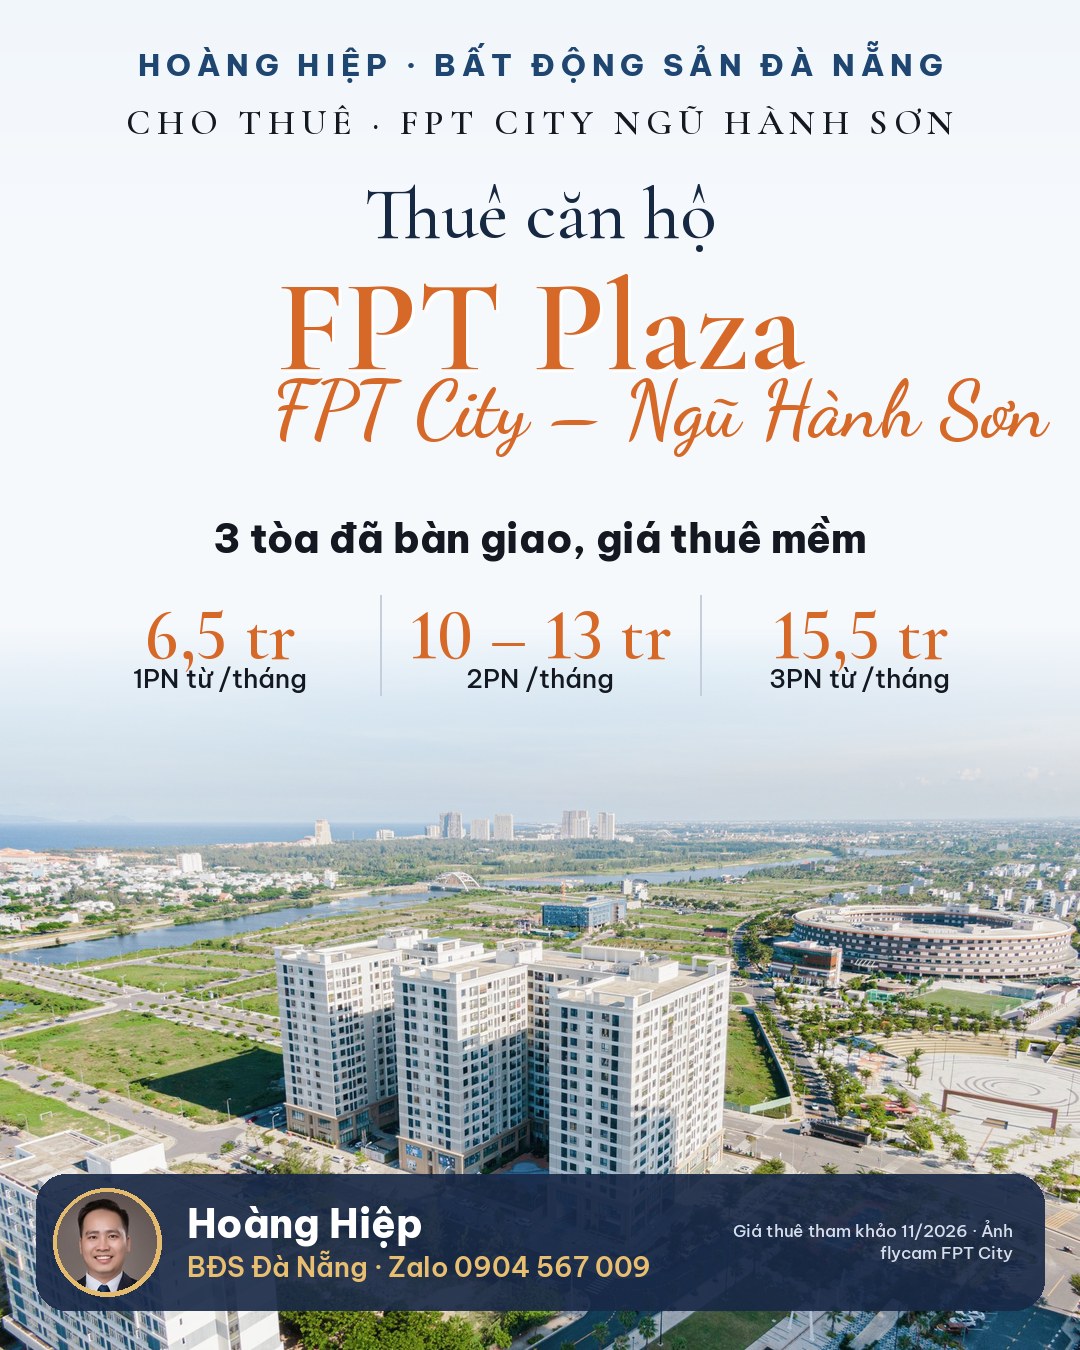 HOÀNG HIỆP · BẤT ĐỘNG SẢN ĐÀ NẴNG
CHO THUÊ · FPT CITY NGŨ HÀNH SƠN
Thuê căn hộ
FPT Plaza
FPT City – Ngũ Hành Sơn
3 tòa đã bàn giao, giá thuê mềm
6,5 tr
1PN từ /tháng
10 – 13 tr
2PN /tháng
15,5 tr
3PN từ /tháng
Hoàng Hiệp
BĐS Đà Nẵng · Zalo 0904 567 009
Giá thuê tham khảo 11/2026 · Ảnh
flycam FPT City